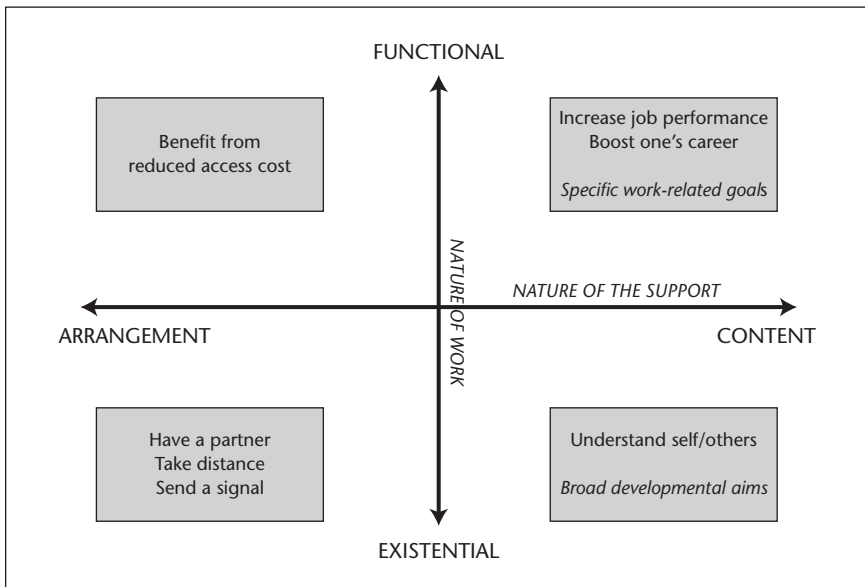 FUNCTIONAL
Benefit from
reduced access cost
Increase job performance
Boost one's career
Specific work-related goals
NATURE OF WORK
NATURE OF THE SUPPORT
ARRANGEMENT
CONTENT
Have a partner
Take distance
Send a signal
Understand self/others
Broad developmental aims
EXISTENTIAL